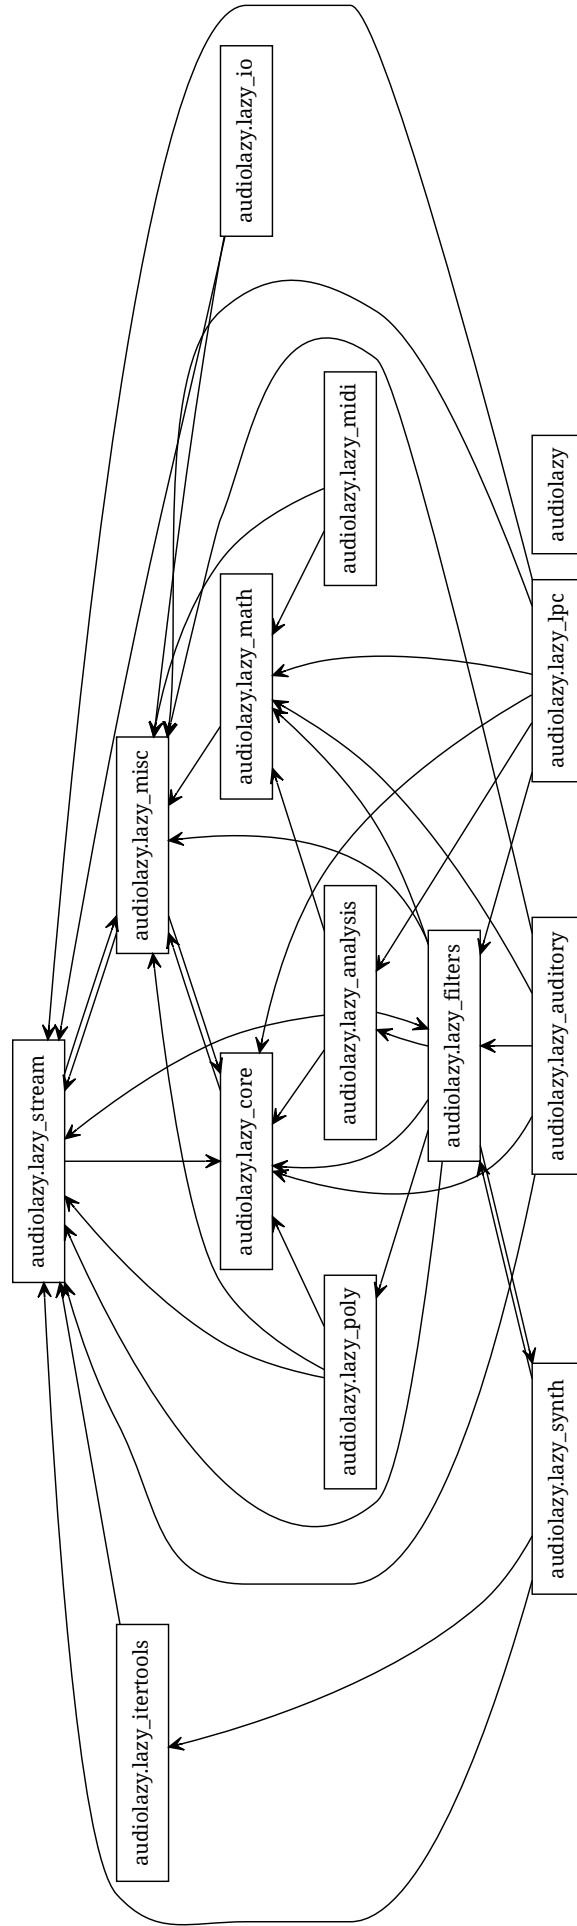 audiolazy.lazy_stream
audiolazy.lazy_itertools
audiolazy.lazy_misc
audiolazy.lazy_core
audiolazy.lazy_math
audiolazy.lazy_io
audiolazy.lazy_poly
audiolazy.lazy_analysis
audiolazy.lazy_midi
audiolazy.lazy_filters
audiolazy.lazy_synth
audiolazy.lazy_auditory
audiolazy.lazy_lpc
audiolazy